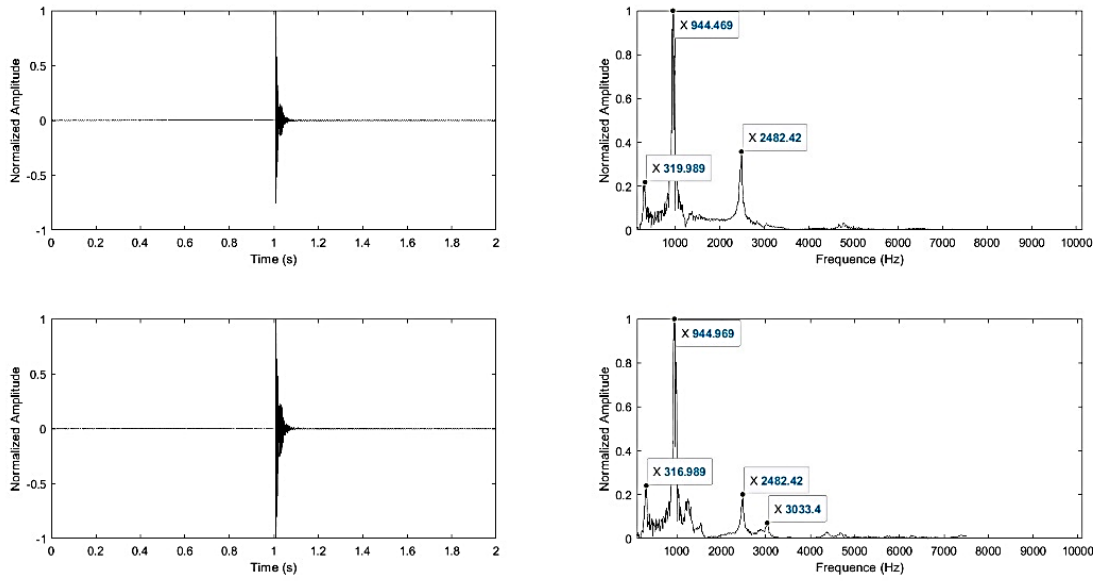 Normalized Amplitude
1
0.5
0
-0.5
-1
0 0.2 0.4 0.6 0.8 1 1.2 1.4 1.6 1.8 2
Time (s)
Normalized Amplitude
1
0.8
0.6
0.4
0.2
0
X 944.469
X 2482.42
X 319.989
1000 2000 3000 4000 5000 6000 7000 8000 9000 10000
Frequence (Hz)
Normalized Amplitude
1
0.5
0
-0.5
-1
0 0.2 0.4 0.6 0.8 1 1.2 1.4 1.6 1.8 2
Time (s)
Normalized Amplitude
1
0.8
0.6
0.4
0.2
0
X 944.969
X 316.989
X 2482.42
X 3033.4
1000 2000 3000 4000 5000 6000 7000 8000 9000 10000
Frequence (Hz)